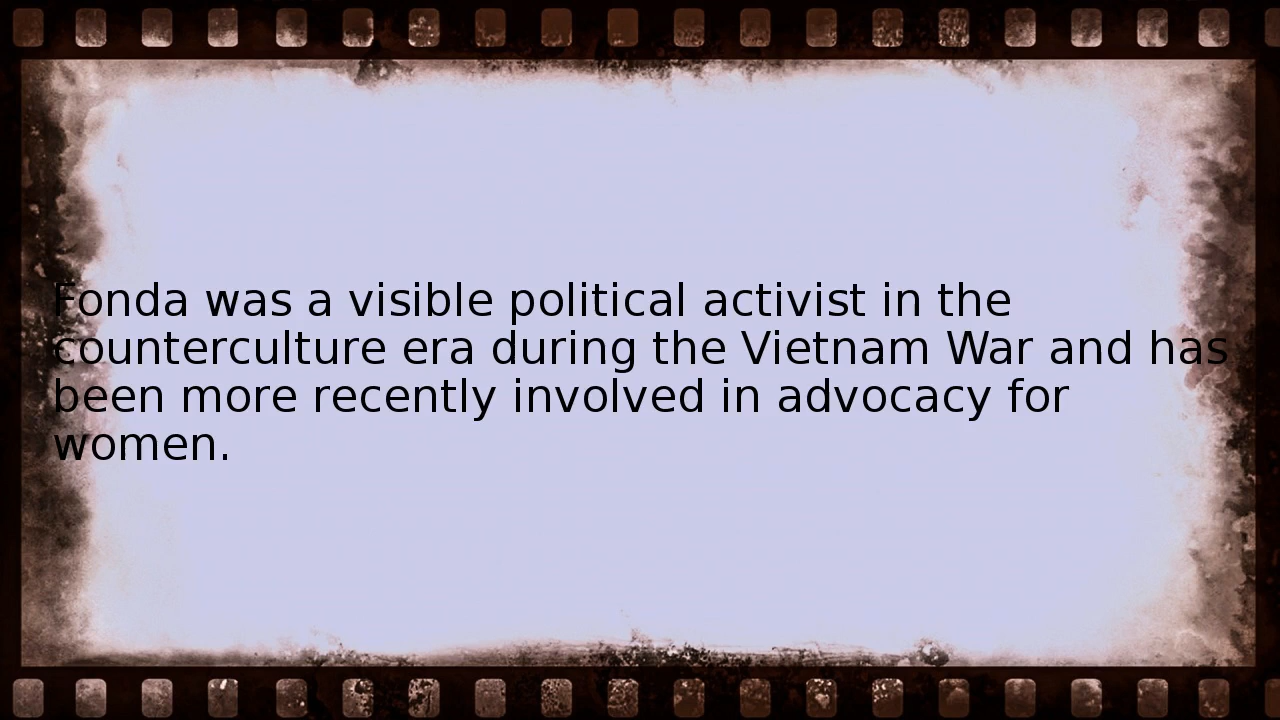 Fonda was a visible political activist in the
counterculture era during the Vietnam War and has
been more recently involved in advocacy for
women.